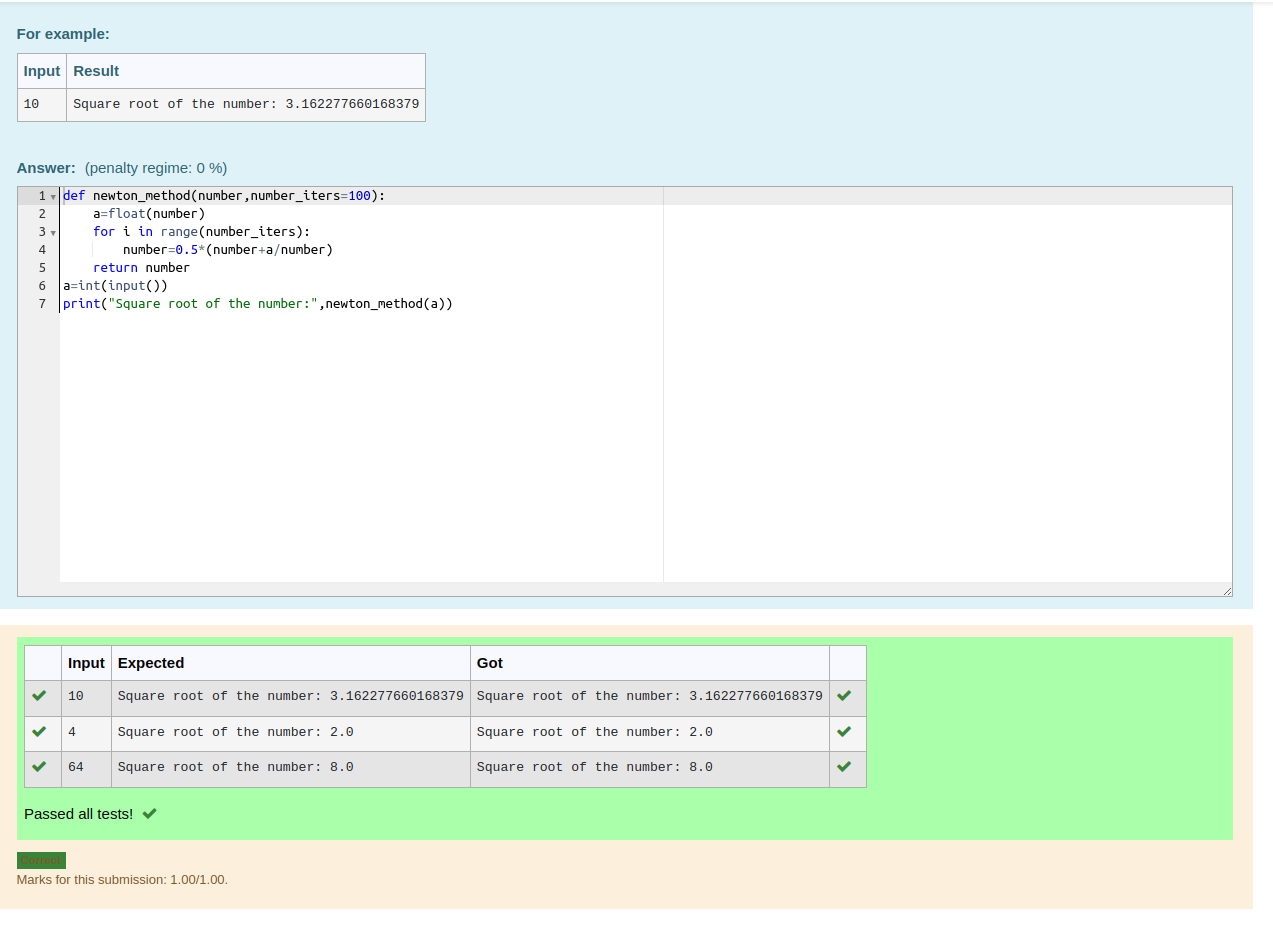 For example:
Input Result
10 Square root of the number: 3.162277660168379
Answer: (penalty regime: 0 %)
1 def newton_method(number,number_iters=100):
2     a=float(number)
3     for i in range(number_iters):
4         number=0.5*(number+a/number)
5     return number
6 a=int(input())
7 print("Square root of the number:",newton_method(a))
Input Expected Got
10 Square root of the number: 3.162277660168379 Square root of the number: 3.162277660168379
4 Square root of the number: 2.0 Square root of the number: 2.0
64 Square root of the number: 8.0 Square root of the number: 8.0
Passed all tests!
Correct
Marks for this submission: 1.00/1.00.